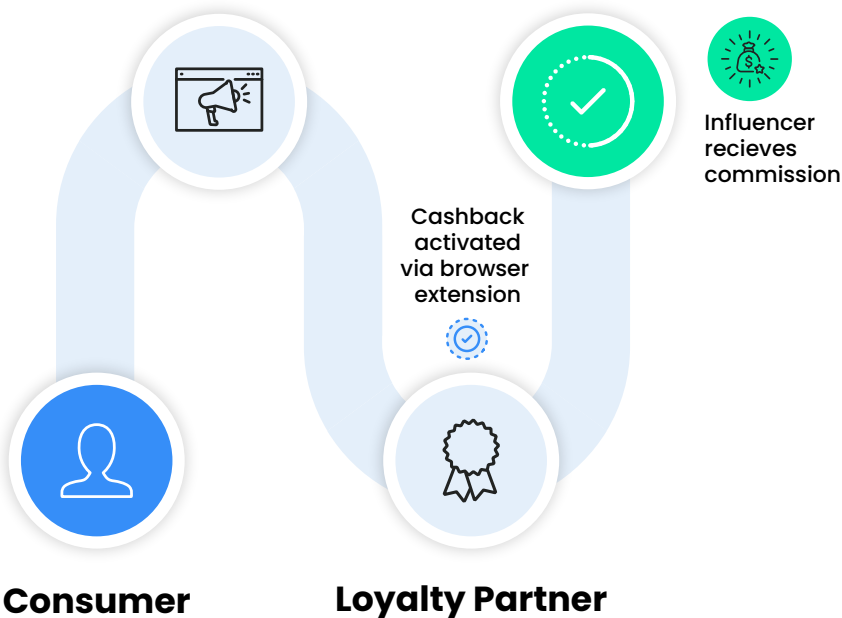 Influencer
recieves
commission
Cashback
activated
via browser
extension
$
Consumer
Loyalty Partner